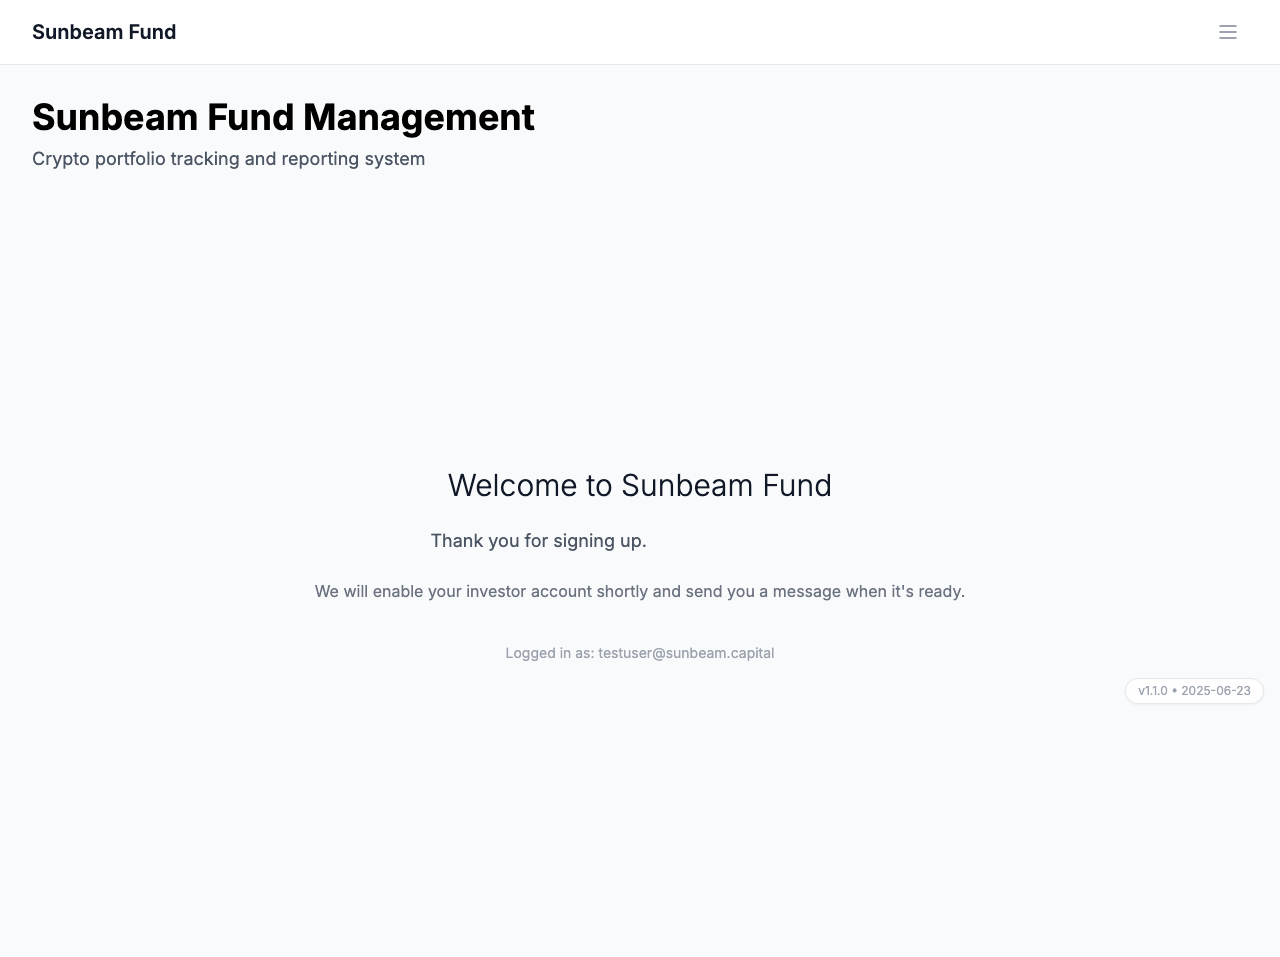 Sunbeam Fund
Sunbeam Fund Management
Crypto portfolio tracking and reporting system
Welcome to Sunbeam Fund
Thank you for signing up.
We will enable your investor account shortly and send you a message when it's ready.
Logged in as: testuser@sunbeam.capital
v1.1.0 • 2025-06-23